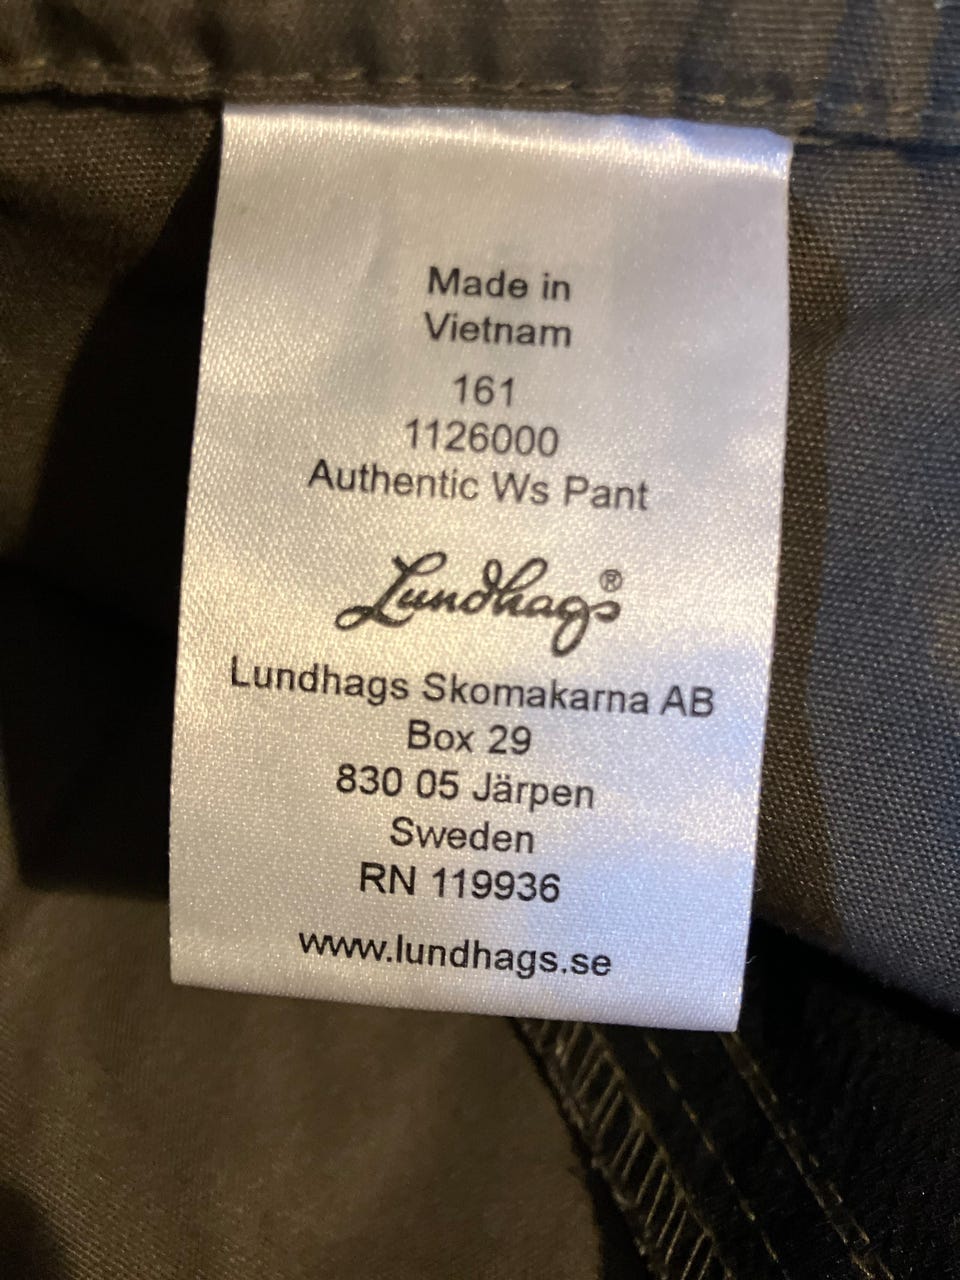 Made in
Vietnam
161
1126000
Authentic Ws Pant
Lundhags®
Lundhags Skomakarna AB
Box 29
830 05 Järpen
Sweden
RN 119936
www.lundhags.se